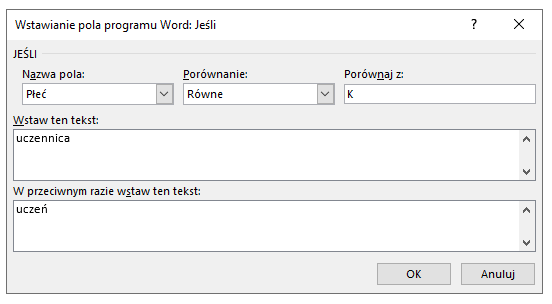 Wstawianie pola programu Word: Jeśli
JEŚLI
Nazwa pola: Porównanie: Porównaj z:
Płeć Równe K
Wstaw ten tekst:
uczennica
W przeciwnym razie wstaw ten tekst:
uczeń
OK Anuluj